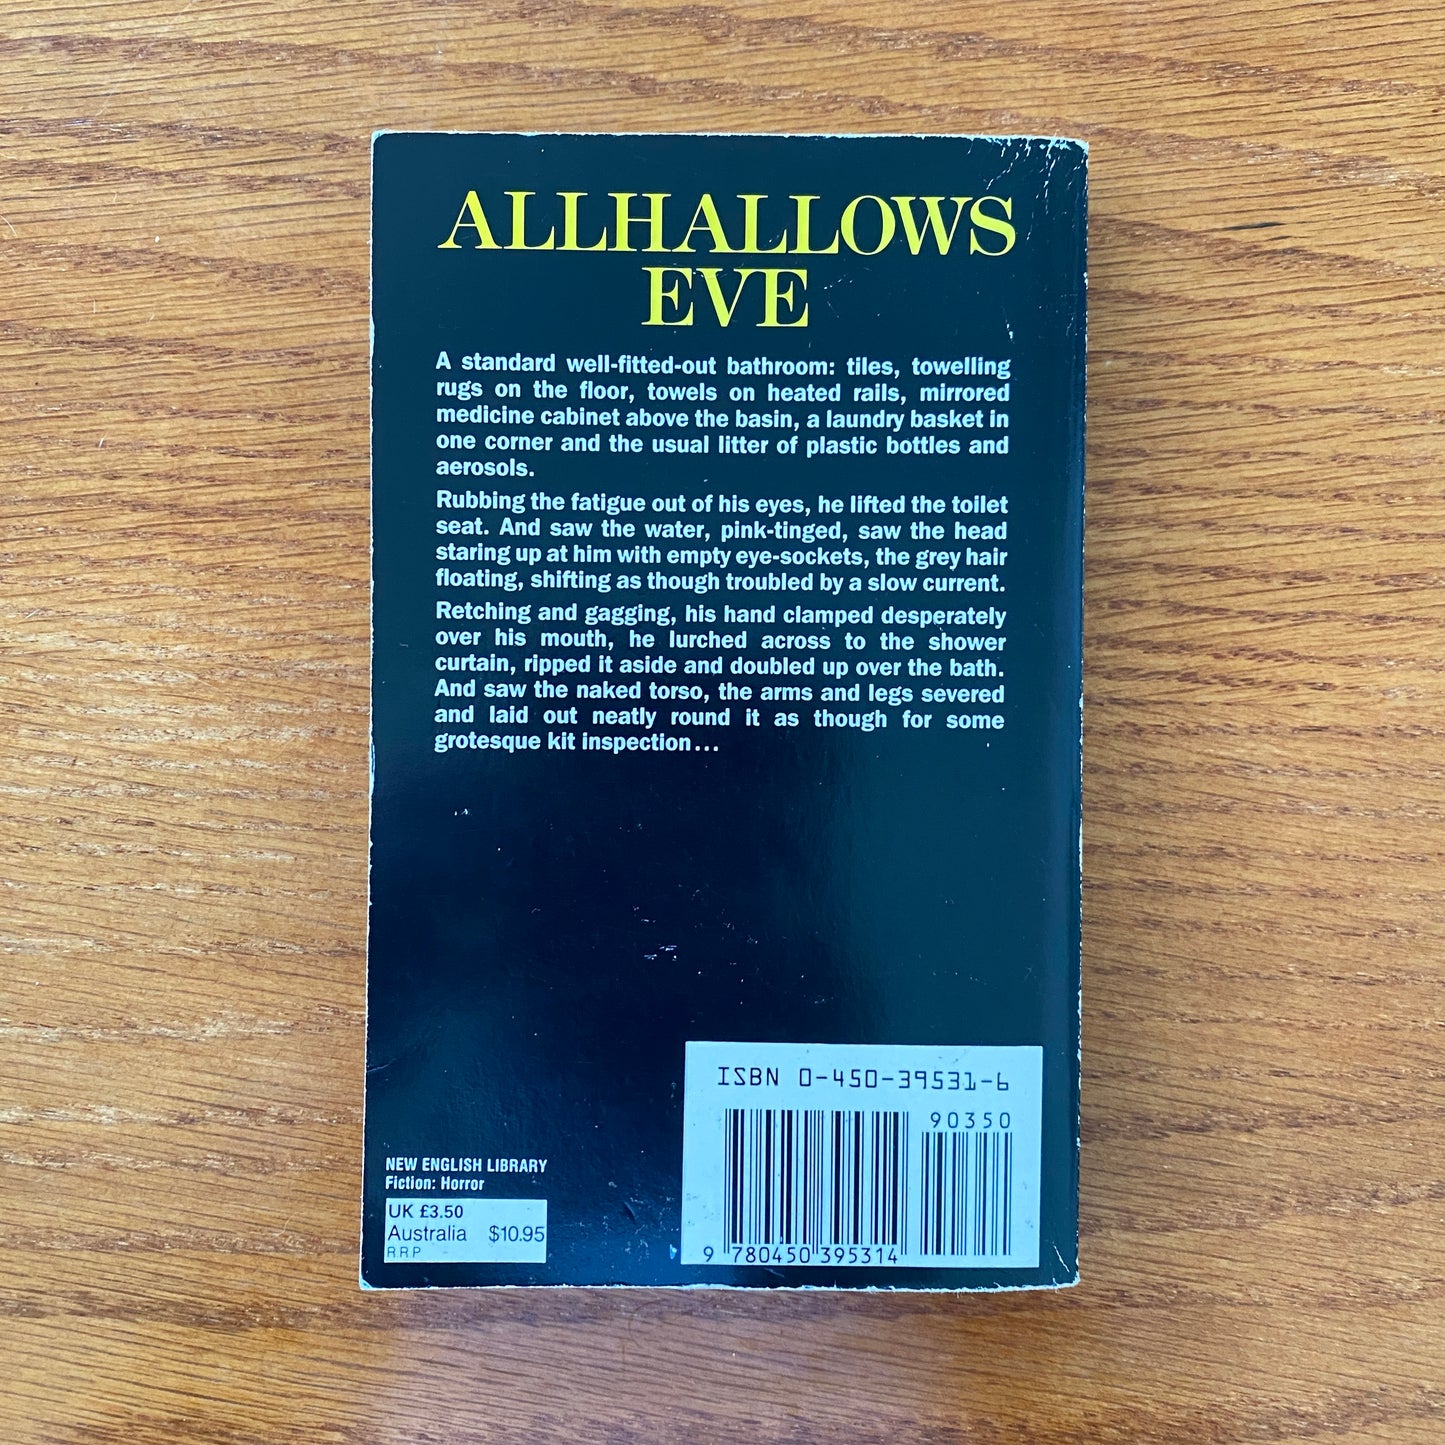 ALLHALLOWS
EVE
A standard well-fitted-out bathroom: tiles, towelling
rugs on the floor, towels on heated rails, mirrored
medicine cabinet above the basin, a laundry basket in
one corner and the usual litter of plastic bottles and
aerosols.
Rubbing the fatigue out of his eyes, he lifted the toilet
seat. And saw the water, pink-tinged, saw the head
staring up at him with empty eye-sockets, the grey hair
floating, shifting as though troubled by a slow current.
Retching and gagging, his hand clamped desperately
over his mouth, he lurched across to the shower
curtain, ripped it aside and doubled up over the bath.
And saw the naked torso, the arms and legs severed
and laid out neatly round it as though for some
grotesque kit inspection...
ISBN 0-450-39531-6
90350
9 780450 395314
NEW ENGLISH LIBRARY
Fiction: Horror
UK £3.50
Australia $10.95
R.R.P